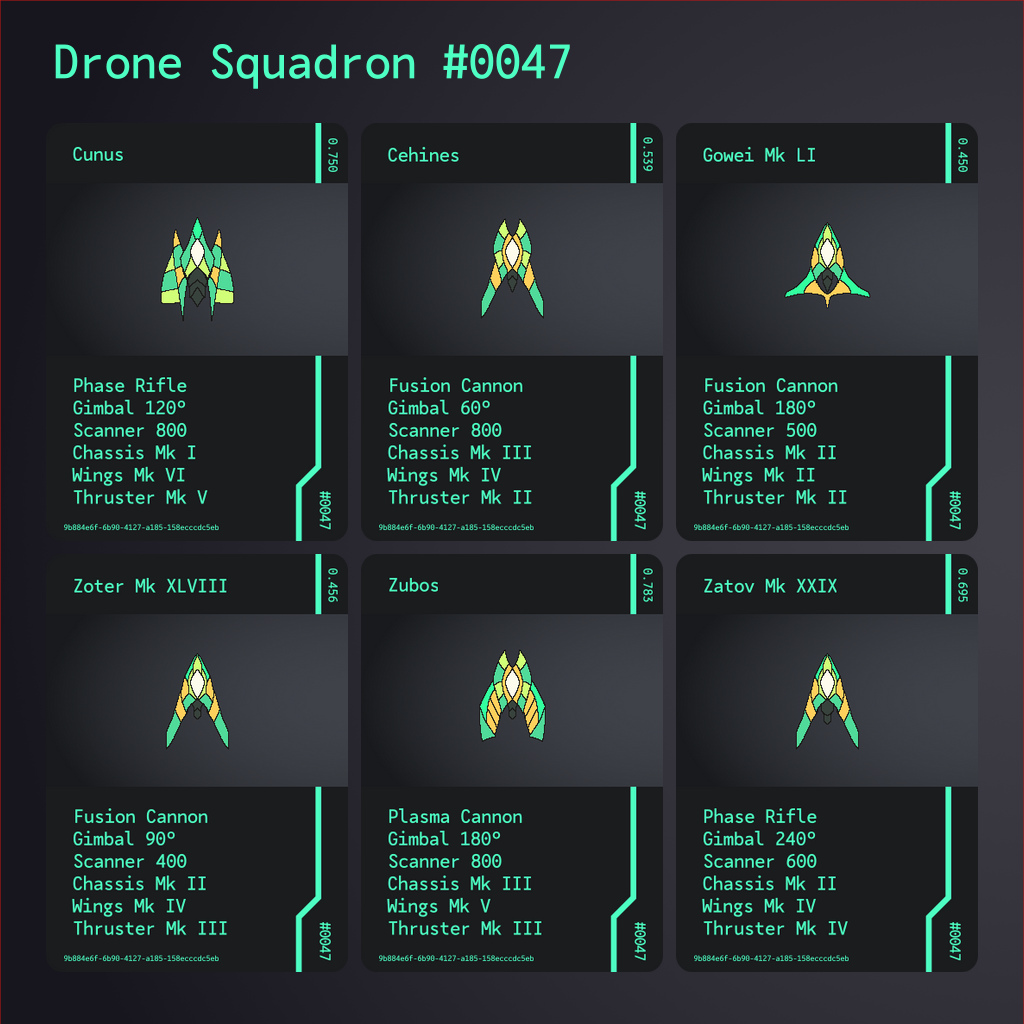 Drone Squadron #0047
Cunus
0.750
Phase Rifle
Gimbal 120º
Scanner 800
Chassis Mk I
Wings Mk VI
Thruster Mk V
#0047
9b884e6f-6b90-4127-a185-158ecccdc5eb
Cehines
0.539
Fusion Cannon
Gimbal 60º
Scanner 800
Chassis Mk III
Wings Mk IV
Thruster Mk II
#0047
9b884e6f-6b90-4127-a185-158ecccdc5eb
Gowei Mk LI
0.450
Fusion Cannon
Gimbal 180º
Scanner 500
Chassis Mk II
Wings Mk II
Thruster Mk II
#0047
9b884e6f-6b90-4127-a185-158ecccdc5eb
Zoter Mk XLVIII
0.456
Fusion Cannon
Gimbal 90º
Scanner 400
Chassis Mk II
Wings Mk IV
Thruster Mk III
#0047
9b884e6f-6b90-4127-a185-158ecccdc5eb
Zubos
0.783
Plasma Cannon
Gimbal 180º
Scanner 800
Chassis Mk III
Wings Mk V
Thruster Mk III
#0047
9b884e6f-6b90-4127-a185-158ecccdc5eb
Zatov Mk XXIX
0.695
Phase Rifle
Gimbal 240º
Scanner 600
Chassis Mk II
Wings Mk IV
Thruster Mk IV
#0047
9b884e6f-6b90-4127-a185-158ecccdc5eb